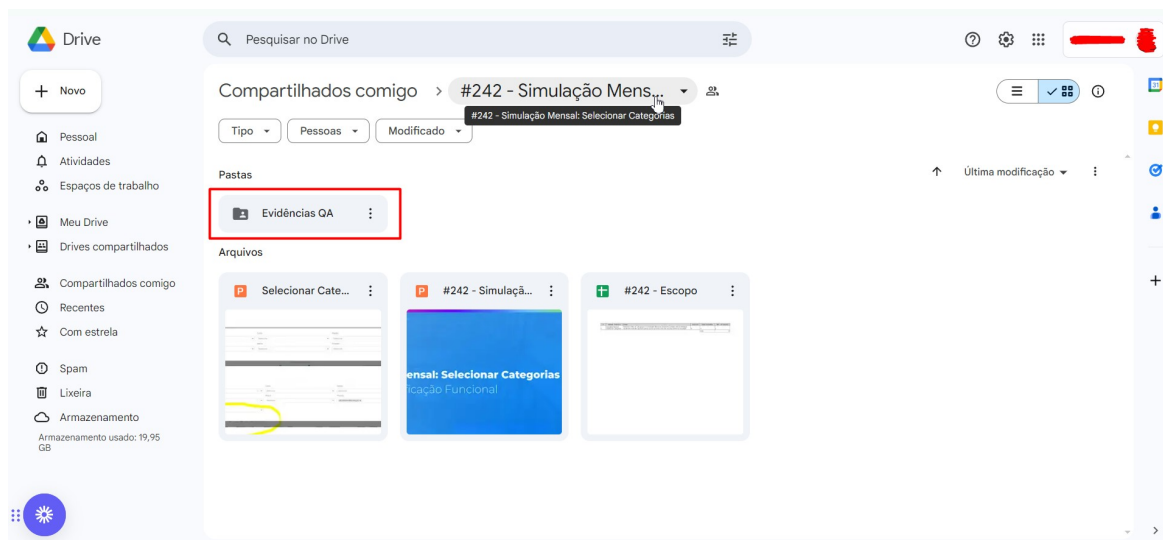 Drive
Pesquisar no Drive
Novo
Compartilhados comigo > #242 - Simulação Mens...
#242 - Simulação Mensal: Selecionar Categorias
Tipo
Pessoas
Modificado
Pessoal
Atividades
Espaços de trabalho
Meu Drive
Drives compartilhados
Compartilhados comigo
Recentes
Com estrela
Spam
Lixeira
Armazenamento
Armazenamento usado: 19,95
GB
Pastas
Última modificação
Evidências QA
Arquivos
P Selecionar Cate...
P #242 - Simulaçã...
#242 - Escopo
ensal: Selecionar Categorias
icação Funcional
31